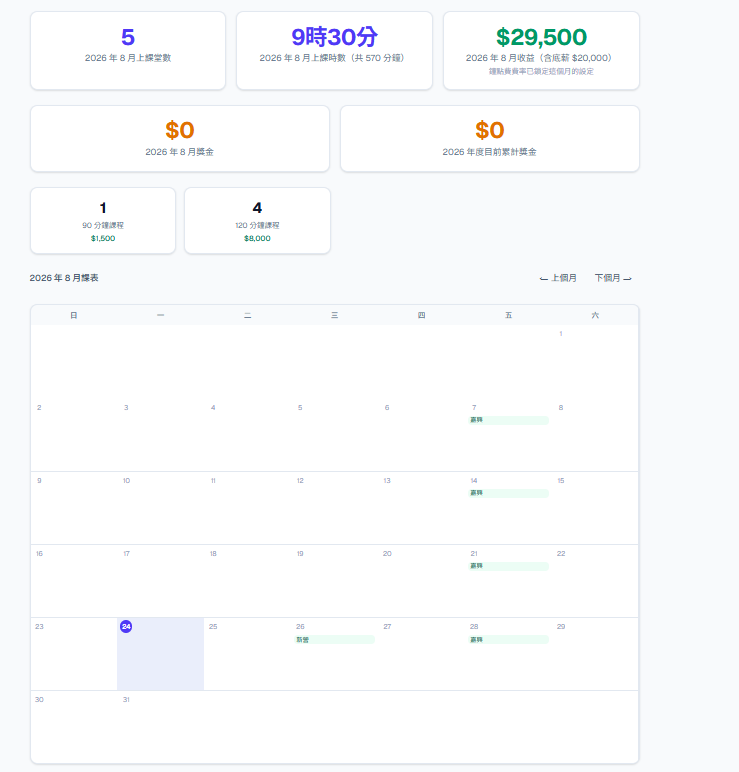 5
2026 年 8 月上課堂數
9時30分
2026 年 8 月上課時數（共 570 分鐘）
$29,500
2026 年 8 月收益（含底薪 $20,000）
鐘點費費率已鎖定這個月的設定
$0
2026 年 8 月獎金
$0
2026 年度目前累計獎金
1
90 分鐘課程
$1,500
4
120 分鐘課程
$8,000
2026 年 8 月課表
← 上個月 下個月 →
日 一 二 三 四 五 六
1
2 3 4 5 6 7 8
嘉興
9 10 11 12 13 14 15
嘉興
16 17 18 19 20 21 22
嘉興
23 24 25 26 27 28 29
嘉興
30 31